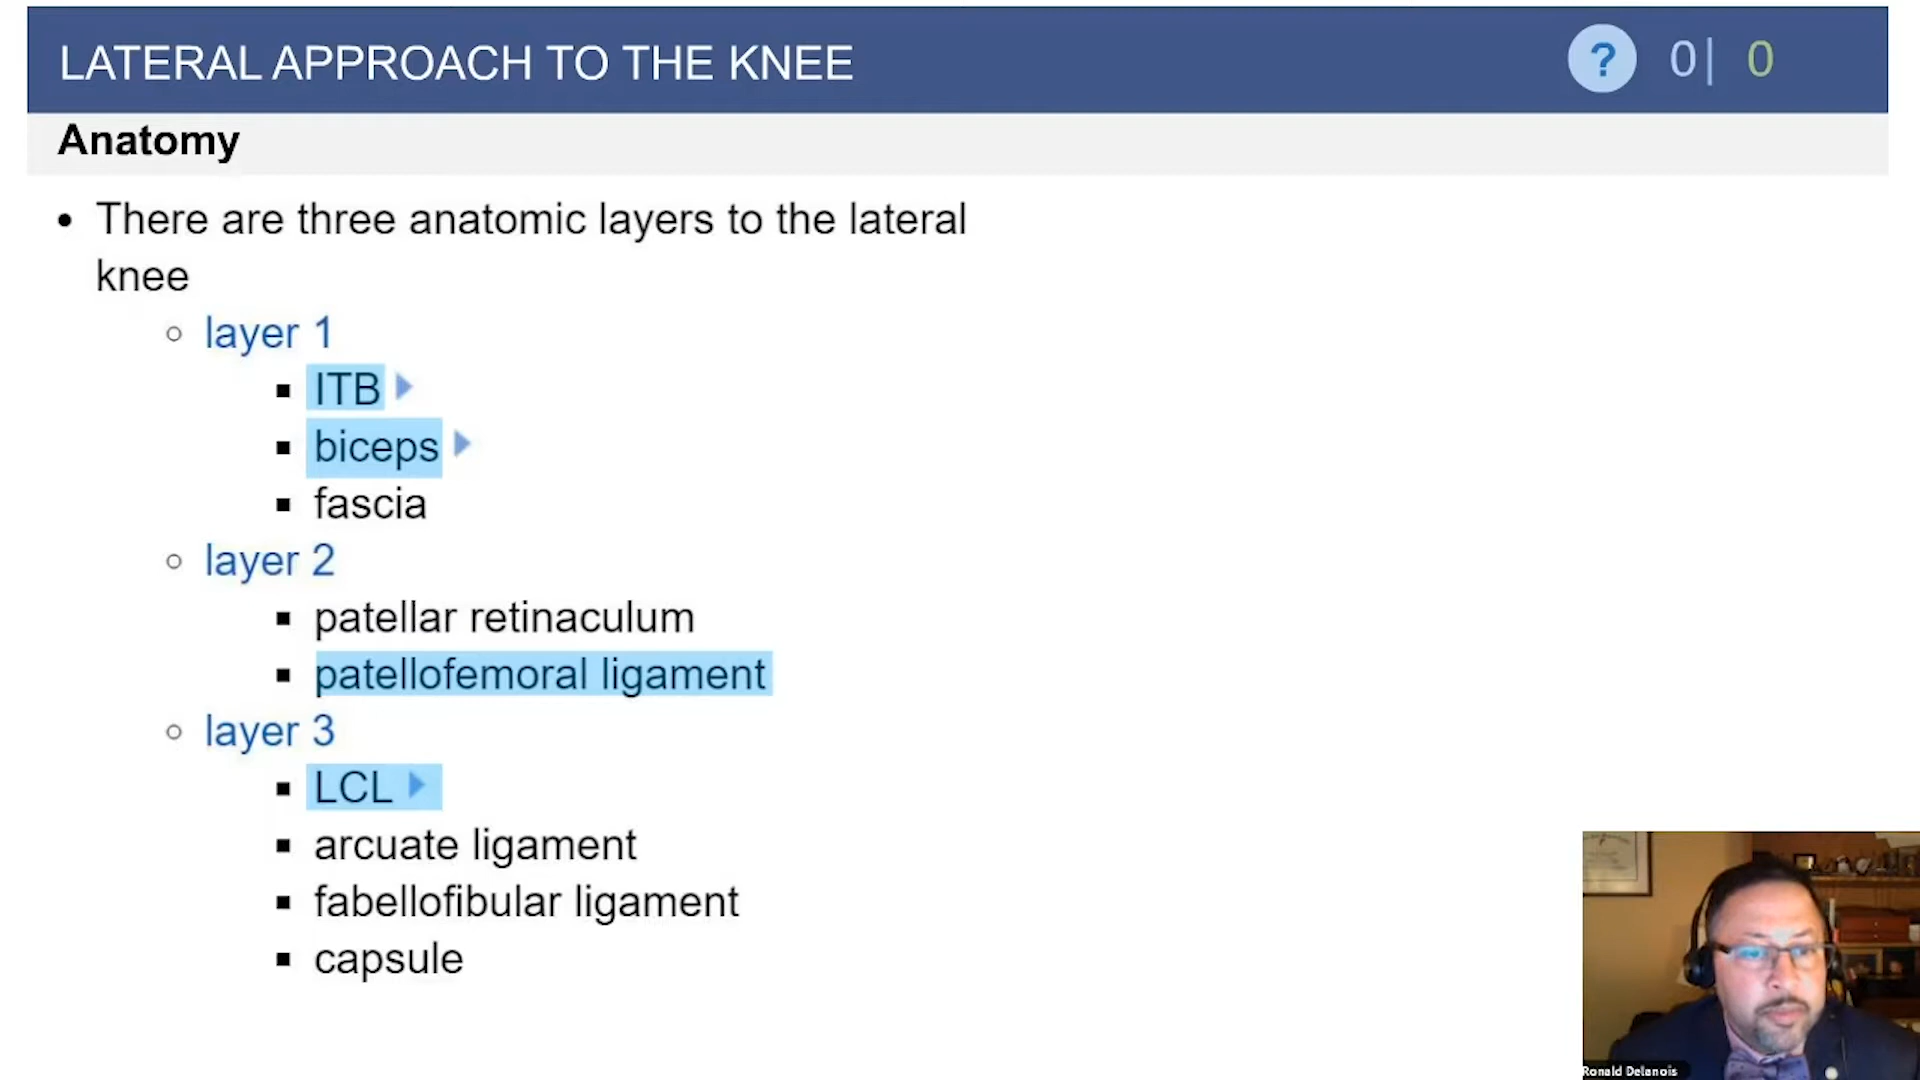 LATERAL APPROACH TO THE KNEE
? 0| 0
Anatomy
• There are three anatomic layers to the lateral
knee
○ layer 1
▪ ITB
▪ biceps
▪ fascia
○ layer 2
▪ patellar retinaculum
▪ patellofemoral ligament
○ layer 3
▪ LCL
▪ arcuate ligament
▪ fabellofibular ligament
▪ capsule
Ronald Delanois